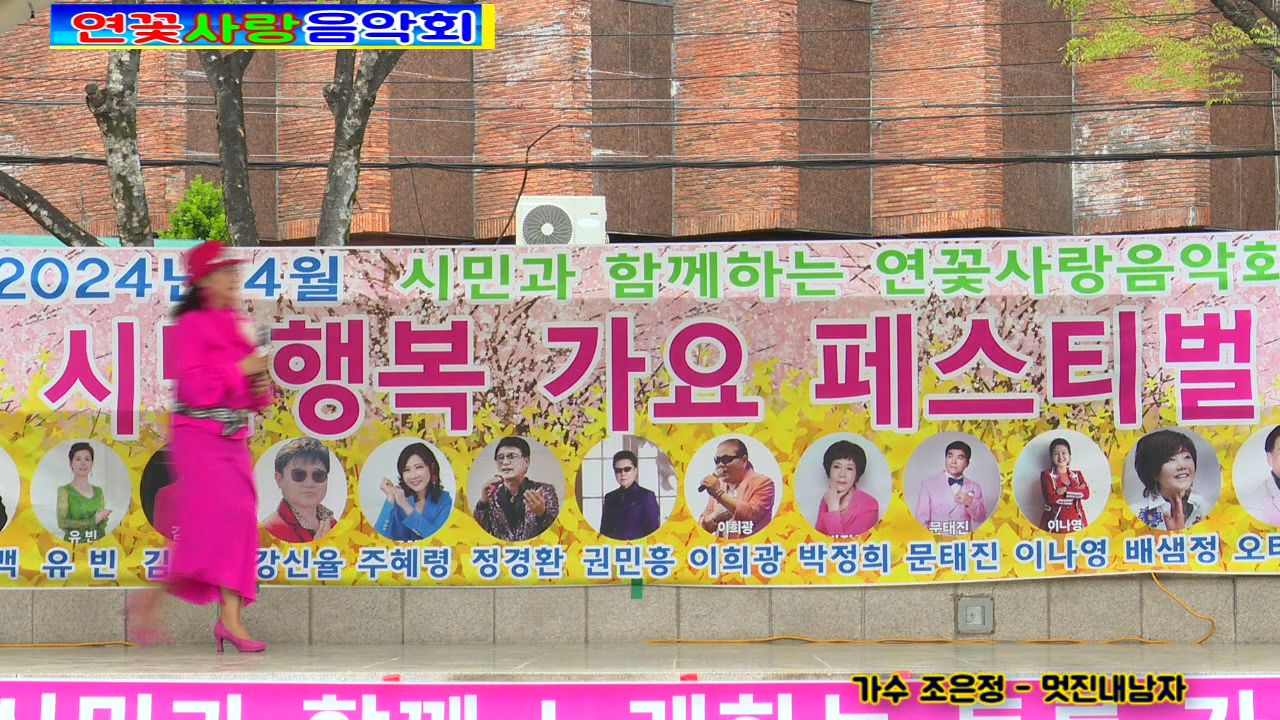 연꽃사랑음악회
2024년 4월 시민과 함께하는 연꽃사랑음악회
시민행복 가요 페스티벌
유 빈
문태진
이나영
이희광
유 빈 강신율 주혜령 정경환 권민흥 이희광 박정희 문태진 이나영 배샘정
가수 조은정 - 멋진내남자